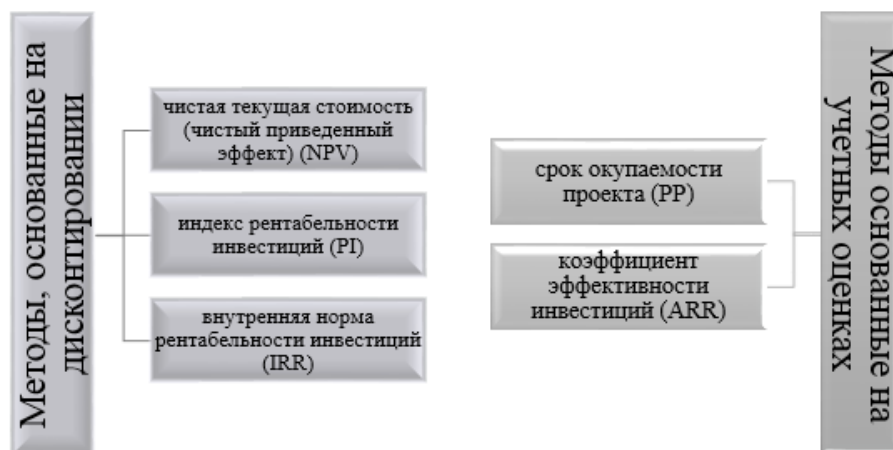 Методы, основанные на
дисконтировании
чистая текущая стоимость
(чистый приведенный
эффект) (NPV)
индекс рентабельности
инвестиций (PI)
внутренняя норма
рентабельности инвестиций
(IRR)
срок окупаемости
проекта (PP)
коэффициент
эффективности
инвестиций (ARR)
Методы основанные на
учетных оценках